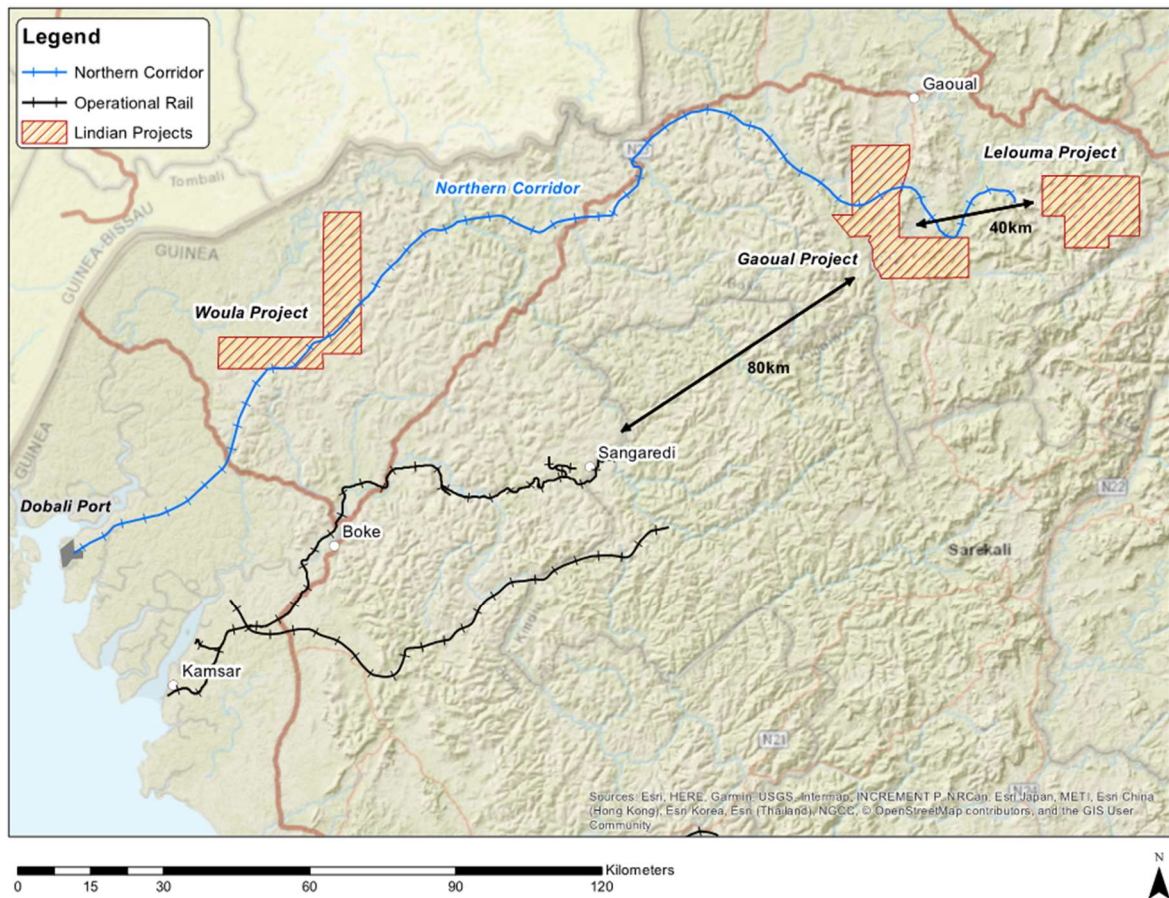 Legend
Northern Corridor
Operational Rail
Lindian Projects
Gaoual
Lelouma Project
N23
Tombali
Northern Corridor
40km
GUINEA-BISSAU
GUINEA
Gaoual Project
Woula Project
80km
GUINEA
Sangaredi
N22
Dobali Port
Boke
Sarekali
Kamsar
N21
Sources: Esri, HERE, Garmin, USGS, Intermap, INCREMENT P, NRCan, Esri Japan, METI, Esri China
(Hong Kong), Esri Korea, Esri (Thailand), NGCC, © OpenStreetMap contributors, and the GIS User
Community
N
Kilometers
0 15 30 60 90 120